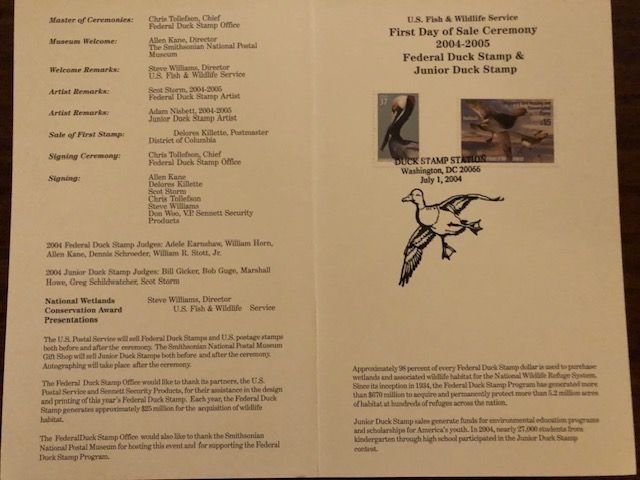 Master of Ceremonies: Chris Tollefson, Chief
Federal Duck Stamp Office
Museum Welcome: Allen Kane, Director
The Smithsonian National Postal
Museum
Welcome Remarks: Steve Williams, Director
U.S. Fish & Wildlife Service
Artist Remarks: Scot Storm, 2004-2005
Federal Duck Stamp Artist
Artist Remarks: Adam Nisbett, 2004-2005
Junior Duck Stamp Artist
Sale of First Stamp: Delores Killette, Postmaster
District of Columbia
Signing Ceremony: Chris Tollefson, Chief
Federal Duck Stamp Office
Signing: Allen Kane
Delores Killette
Scot Storm
Chris Tollefson
Steve Williams
Don Woo, V.P. Sennett Security
Products
2004 Federal Duck Stamp Judges: Adele Earnshaw, William Horn,
Allen Kane, Dennis Schroeder, William R. Stott, Jr.
2004 Junior Duck Stamp Judges: Bill Gicker, Bob Guge, Marshall
Howe, Greg Schildwatcher, Scot Storm
National Wetlands Steve Williams, Director
Conservation Award U.S. Fish & Wildlife Service
Presentations
The U.S. Postal Service will sell Federal Duck Stamps and U.S. postage stamps
both before and after the ceremony. The Smithsonian National Postal Museum
Gift Shop will sell Junior Duck Stamps both before and after the ceremony.
Autographing will take place after the ceremony.
The Federal Duck Stamp Office would like to thank its partners, the U.S.
Postal Service and Sennett Security Products, for their assistance in the design
and printing of this year's Federal Duck Stamp. Each year, the Federal Duck
Stamp generates approximately $25 million for the acquisition of wildlife
habitat.
The FederalDuck Stamp Office would also like to thank the Smithsonian
National Postal Museum for hosting this event and for supporting the Federal
Duck Stamp Program.
U.S. Fish & Wildlife Service
First Day of Sale Ceremony
2004-2005
Federal Duck Stamp &
Junior Duck Stamp
37
$15
DUCK STAMP STATION
Washington, DC 20066
July 1, 2004
Approximately 98 percent of every Federal Duck Stamp dollar is used to purchase
wetlands and associated wildlife habitat for the National Wildlife Refuge System.
Since its inception in 1934, the Federal Duck Stamp Program has generated more
than $670 million to acquire and permanently protect more than 5.2 million acres
of habitat at hundreds of refuges across the nation.
Junior Duck Stamp sales generate funds for environmental education programs
and scholarships for America's youth. In 2004, nearly 27,000 students from
kindergarten through high school participated in the Junior Duck Stamp
contest.